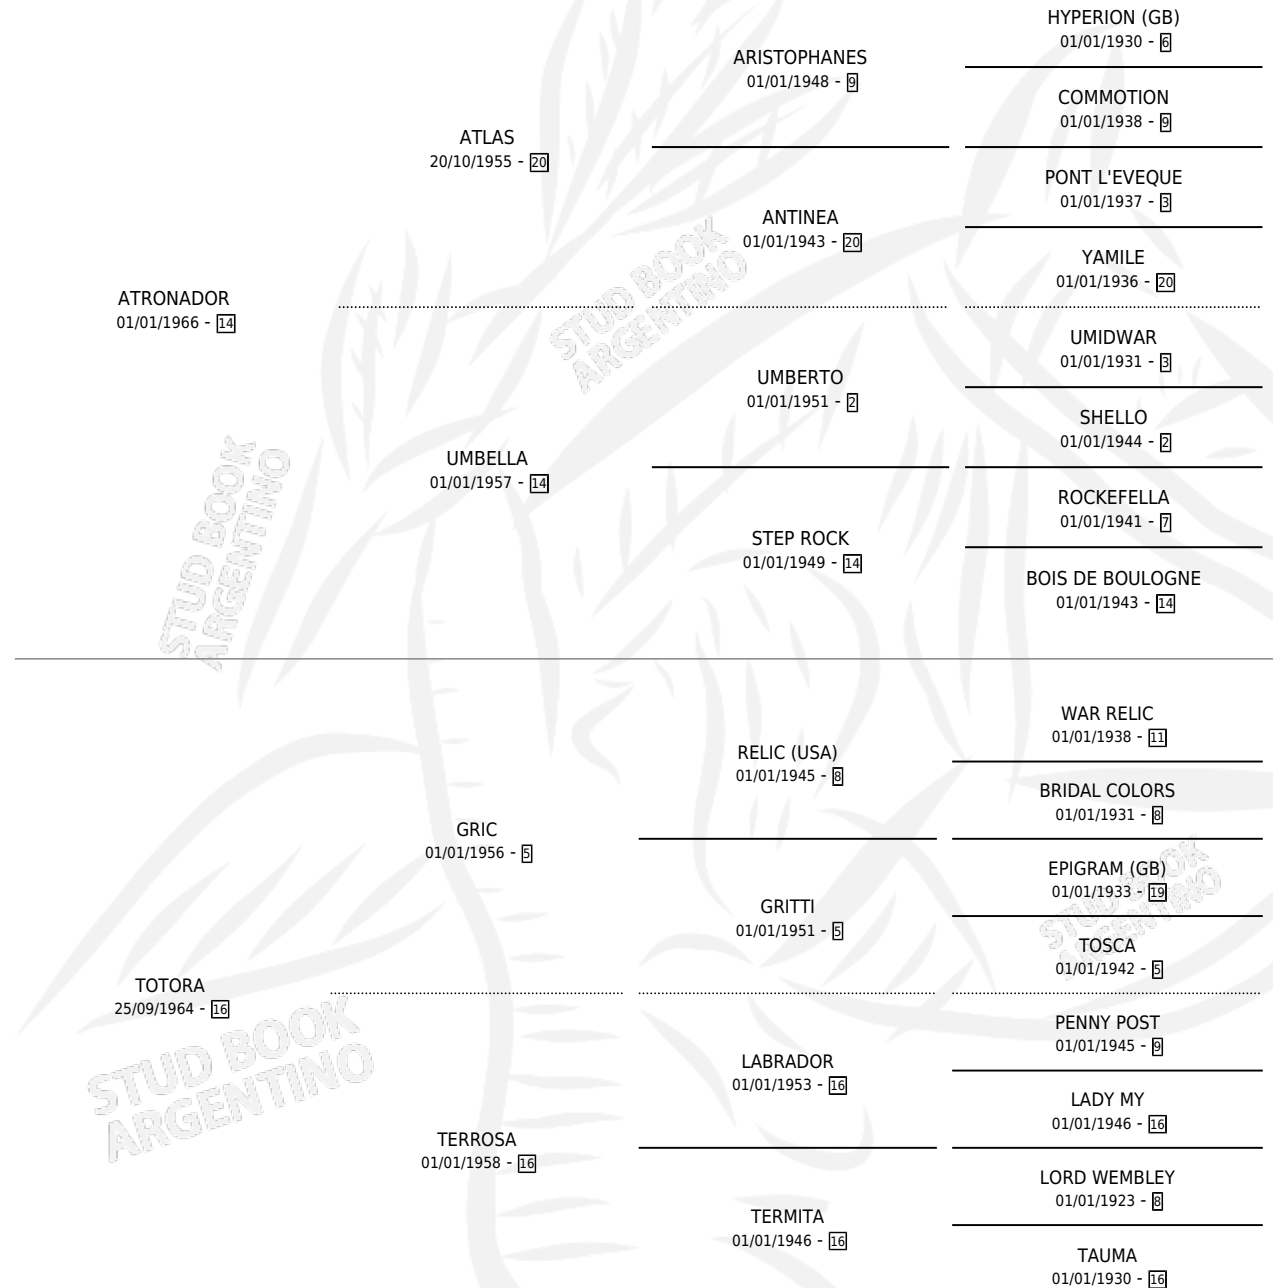 HYPERION (GB)
01/01/1930 - 6
ARISTOPHANES
01/01/1948 - 9
COMMOTION
01/01/1938 - 9
ATLAS
20/10/1955 - 20
PONT L'EVEQUE
01/01/1937 - 3
ANTINEA
01/01/1943 - 20
YAMILE
01/01/1936 - 20
ATRONADOR
01/01/1966 - 14
UMIDWAR
01/01/1931 - 3
UMBERTO
01/01/1951 - 2
SHELLO
01/01/1944 - 2
UMBELLA
01/01/1957 - 14
ROCKEFELLA
01/01/1941 - 7
STEP ROCK
01/01/1949 - 14
BOIS DE BOULOGNE
01/01/1943 - 14
WAR RELIC
01/01/1938 - 11
RELIC (USA)
01/01/1945 - 8
BRIDAL COLORS
01/01/1931 - 8
GRIC
01/01/1956 - 5
EPIGRAM (GB)
01/01/1933 - 19
GRITTI
01/01/1951 - 5
TOSCA
01/01/1942 - 5
TOTORA
25/09/1964 - 16
PENNY POST
01/01/1945 - 9
LABRADOR
01/01/1953 - 16
LADY MY
01/01/1946 - 16
TERROSA
01/01/1958 - 16
LORD WEMBLEY
01/01/1923 - 8
TERMITA
01/01/1946 - 16
TAUMA
01/01/1930 - 16
STUD BOOK
ARGENTINO
STUD BOOK
ARGENTINO
STUD BOOK
ARGENTINO
STUD BOOK
ARGENTINO